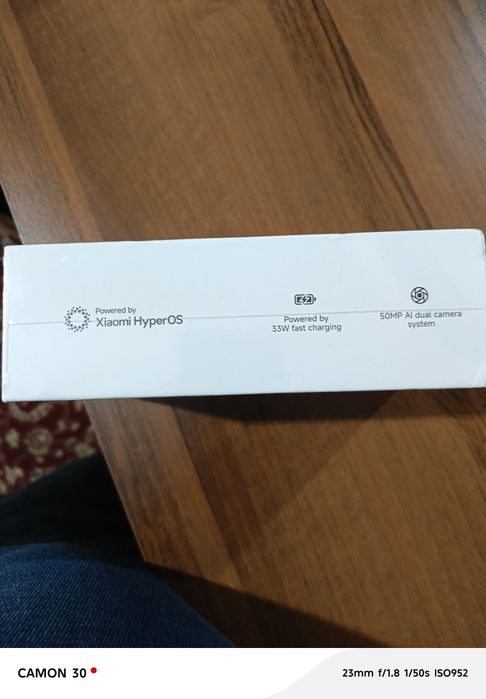 Powered by
Xiaomi HyperOS
Powered by
33W fast charging
50MP AI dual camera
system
CAMON 30
23mm f/1.8 1/50s ISO952